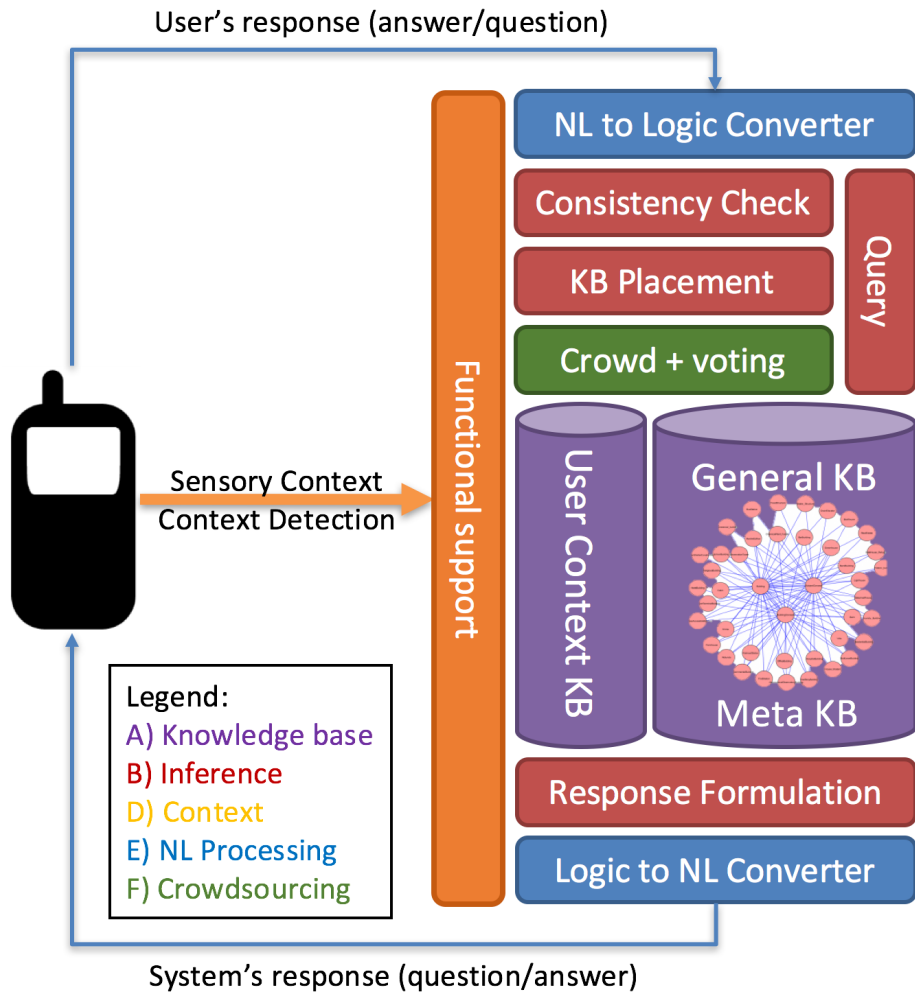 User's response (answer/question)
NL to Logic Converter
Consistency Check
Query
KB Placement
Crowd + voting
Functional support
Sensory Context
Context Detection
User Context KB
General KB
Meta KB
Legend:
A) Knowledge base
B) Inference
D) Context
E) NL Processing
F) Crowdsourcing
Response Formulation
Logic to NL Converter
System's response (question/answer)